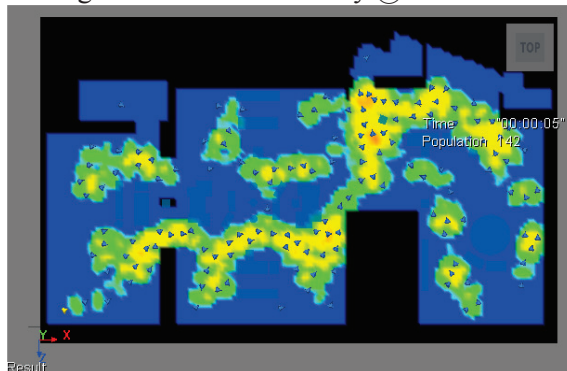 TOP
Time "00:00:05"
Population 142
Y X
Z
Result